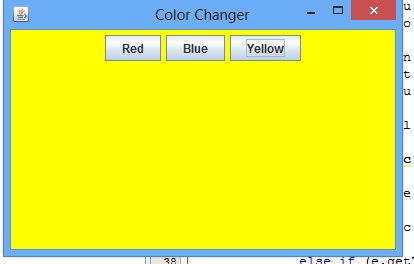 Color Changer
Red Blue Yellow
u
o
n
t
u
l
c
e
c
38 else if (e.get